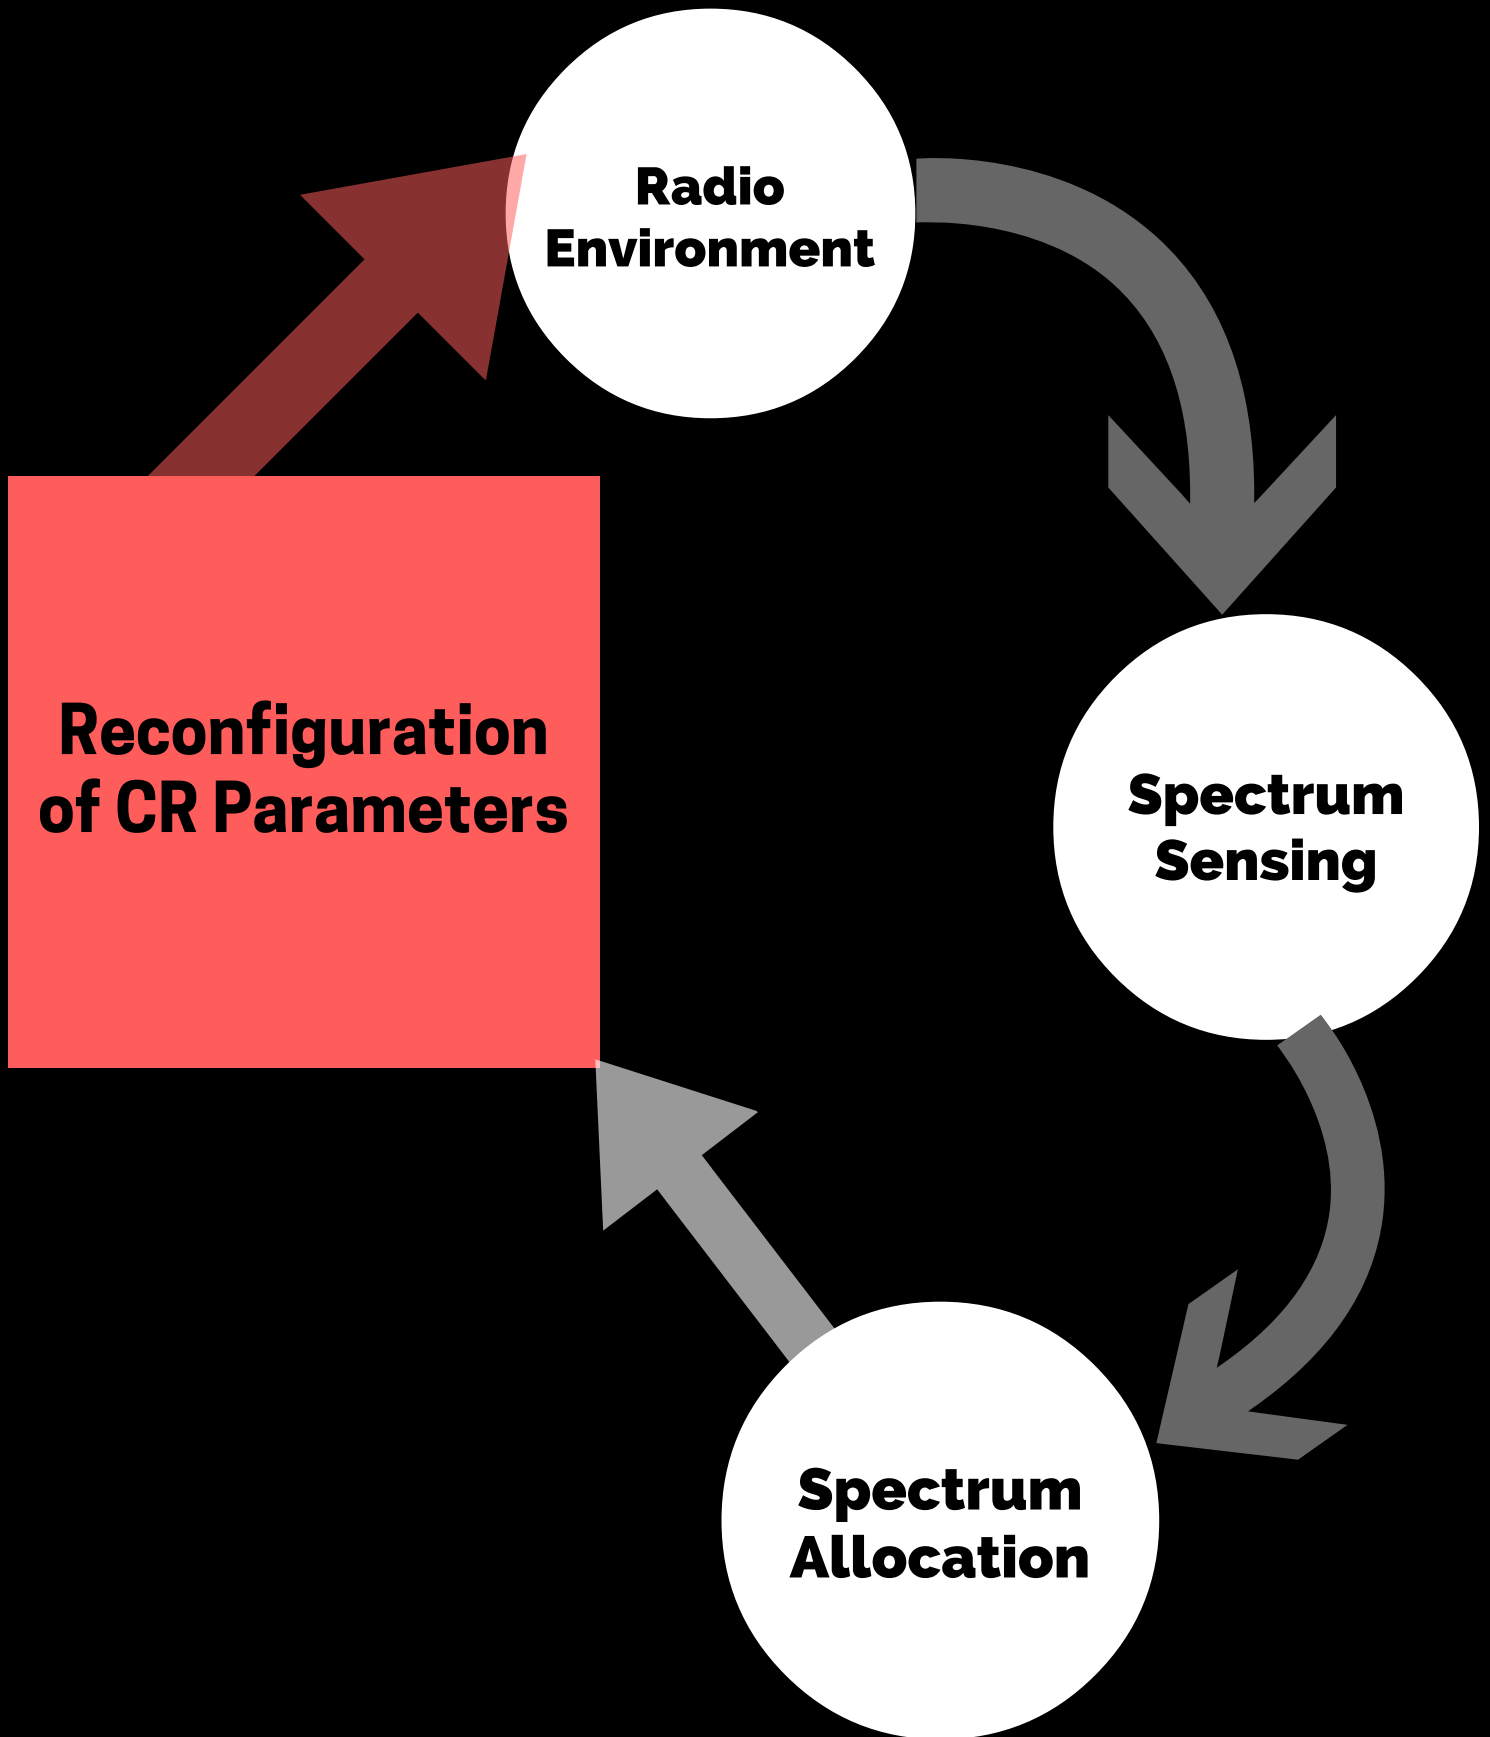 Radio
Environment
Reconfiguration
of CR Parameters
Spectrum
Sensing
Spectrum
Allocation